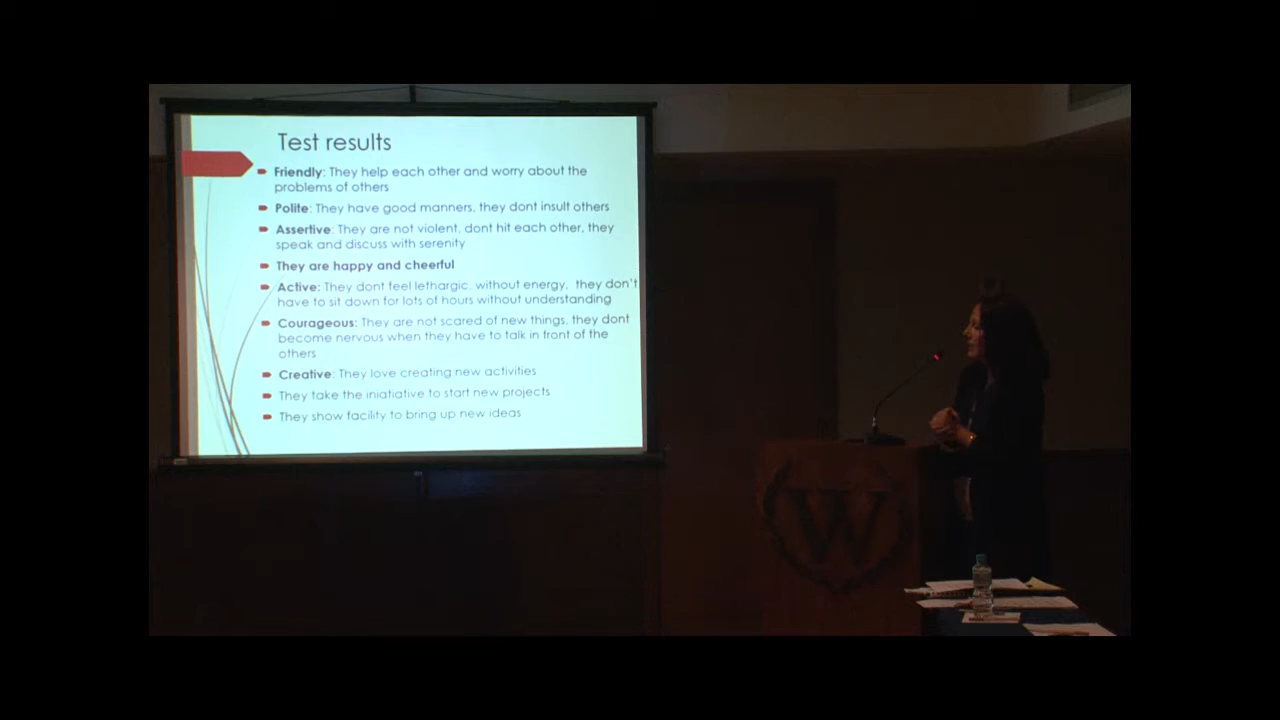 Test results
Friendly: They help each other and worry about the
problems of others
Polite: They have good manners, they dont insult others
Assertive: They are not violent, dont hit each other, they
speak and discuss with serenity
They are happy and cheerful
Active: They dont feel lethargic, without energy, they don't
have to sit down for lots of hours without understanding
Courageous: They are not scared of new things, they dont
become nervous when they have to talk in front of the
others
Creative: They love creating new activities
They take the iniatiative to start new projects
They show facility to bring up new ideas
W